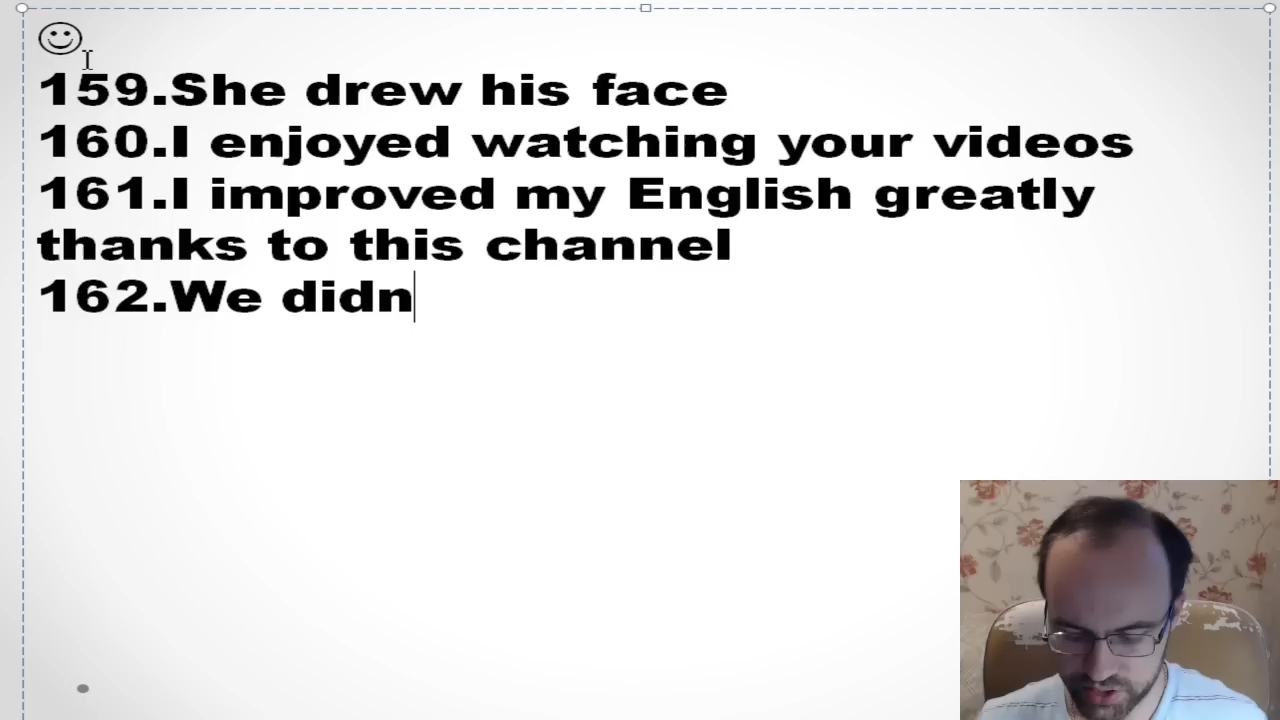 159.She drew his face
160.I enjoyed watching your videos
161.I improved my English greatly
thanks to this channel
162.We didn